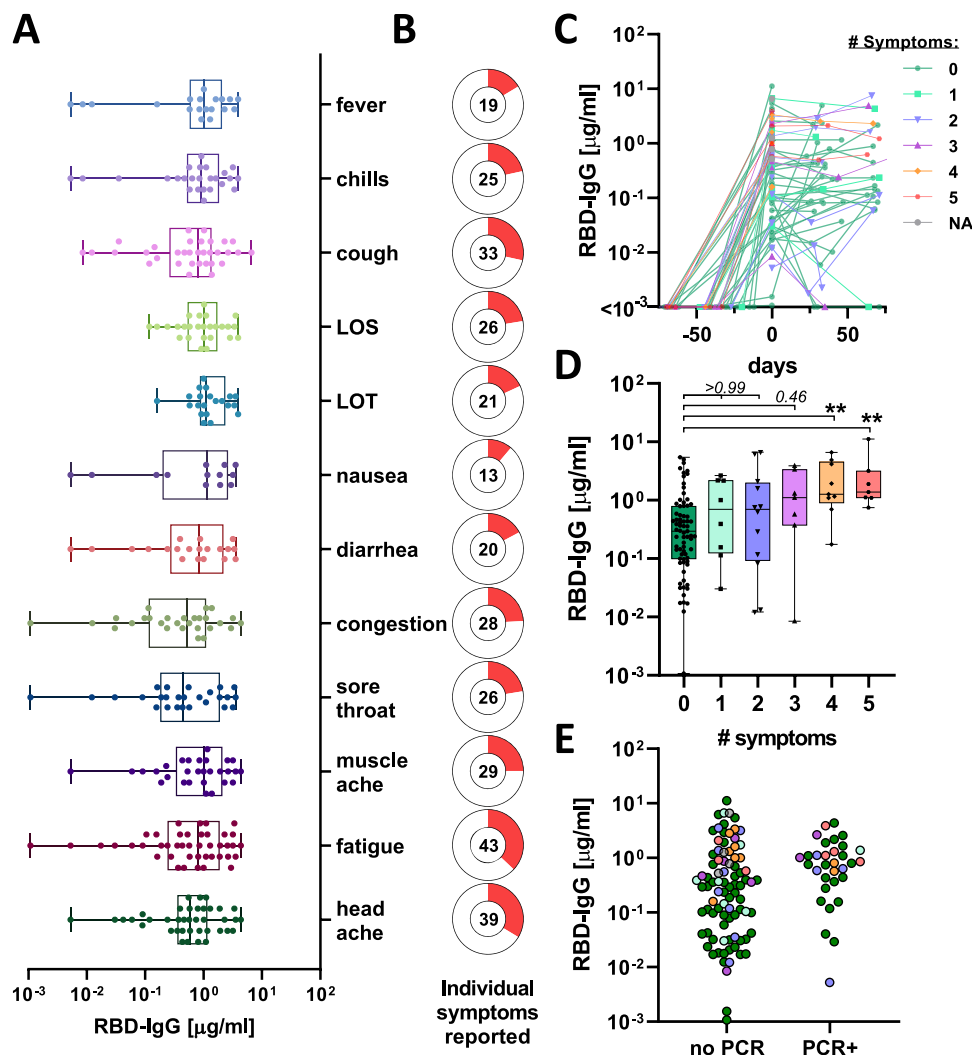 A
fever
chills
cough
LOS
LOT
nausea
diarrhea
congestion
sore
throat
muscle
ache
fatigue
head
ache
10⁻³ 10⁻² 10⁻¹ 10⁰ 10¹ 10²
RBD-IgG [µg/ml]
B
19
25
33
26
21
13
20
28
26
29
43
39
Individual
symptoms
reported
C
RBD-IgG [µg/ml]
10²
10¹
10⁰
10⁻¹
10⁻²
<10⁻³
-50 0 50
days
# Symptoms:
0
1
2
3
4
5
NA
D
RBD-IgG [µg/ml]
10²
10¹
10⁰
10⁻¹
10⁻²
10⁻³
>0.99
0.46
**
**
0 1 2 3 4 5
# symptoms
E
RBD-IgG [µg/ml]
10²
10¹
10⁰
10⁻¹
10⁻²
10⁻³
no PCR PCR+